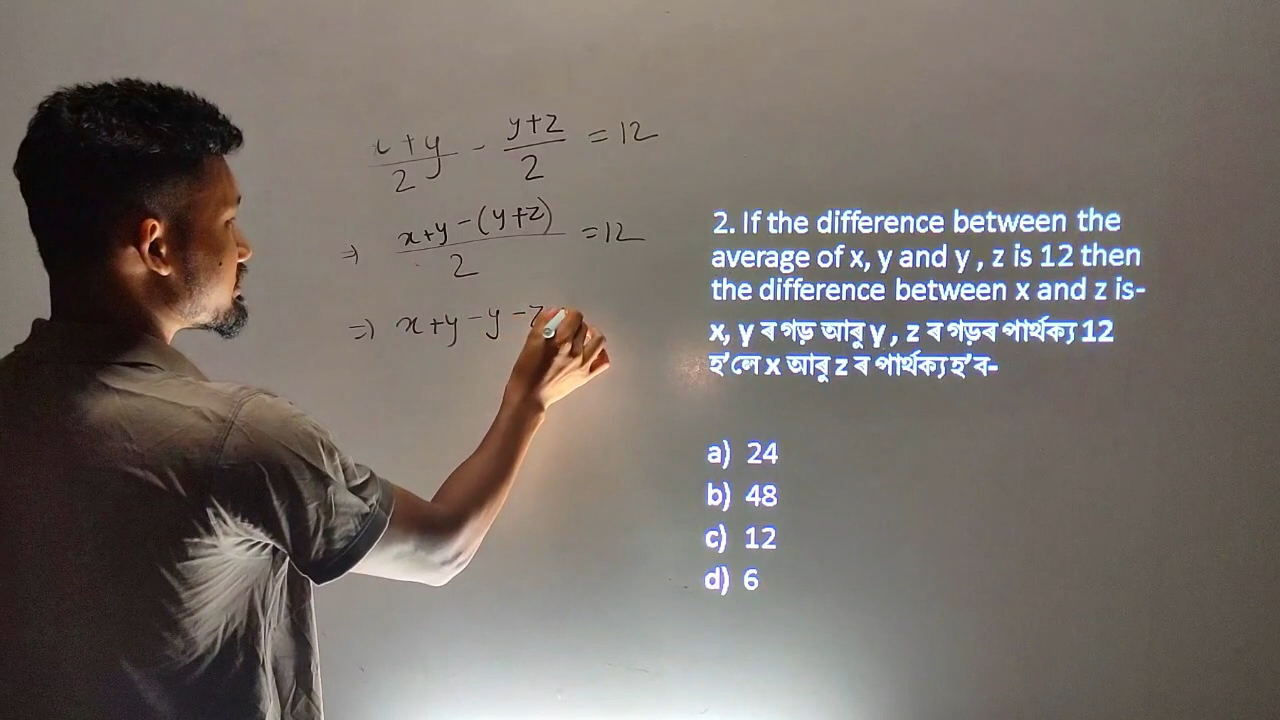 x+y/2 - y+z/2 = 12
⇒ x+y-(y+z)/2 = 12
⇒ x+y-y-z
2. If the difference between the
average of x, y and y , z is 12 then
the difference between x and z is-
x, y ৰ গড় আৰু y , z ৰ গড়ৰ পাৰ্থক্য 12
হ’লে x আৰু z ৰ পাৰ্থক্য হ’ব-
a) 24
b) 48
c) 12
d) 6